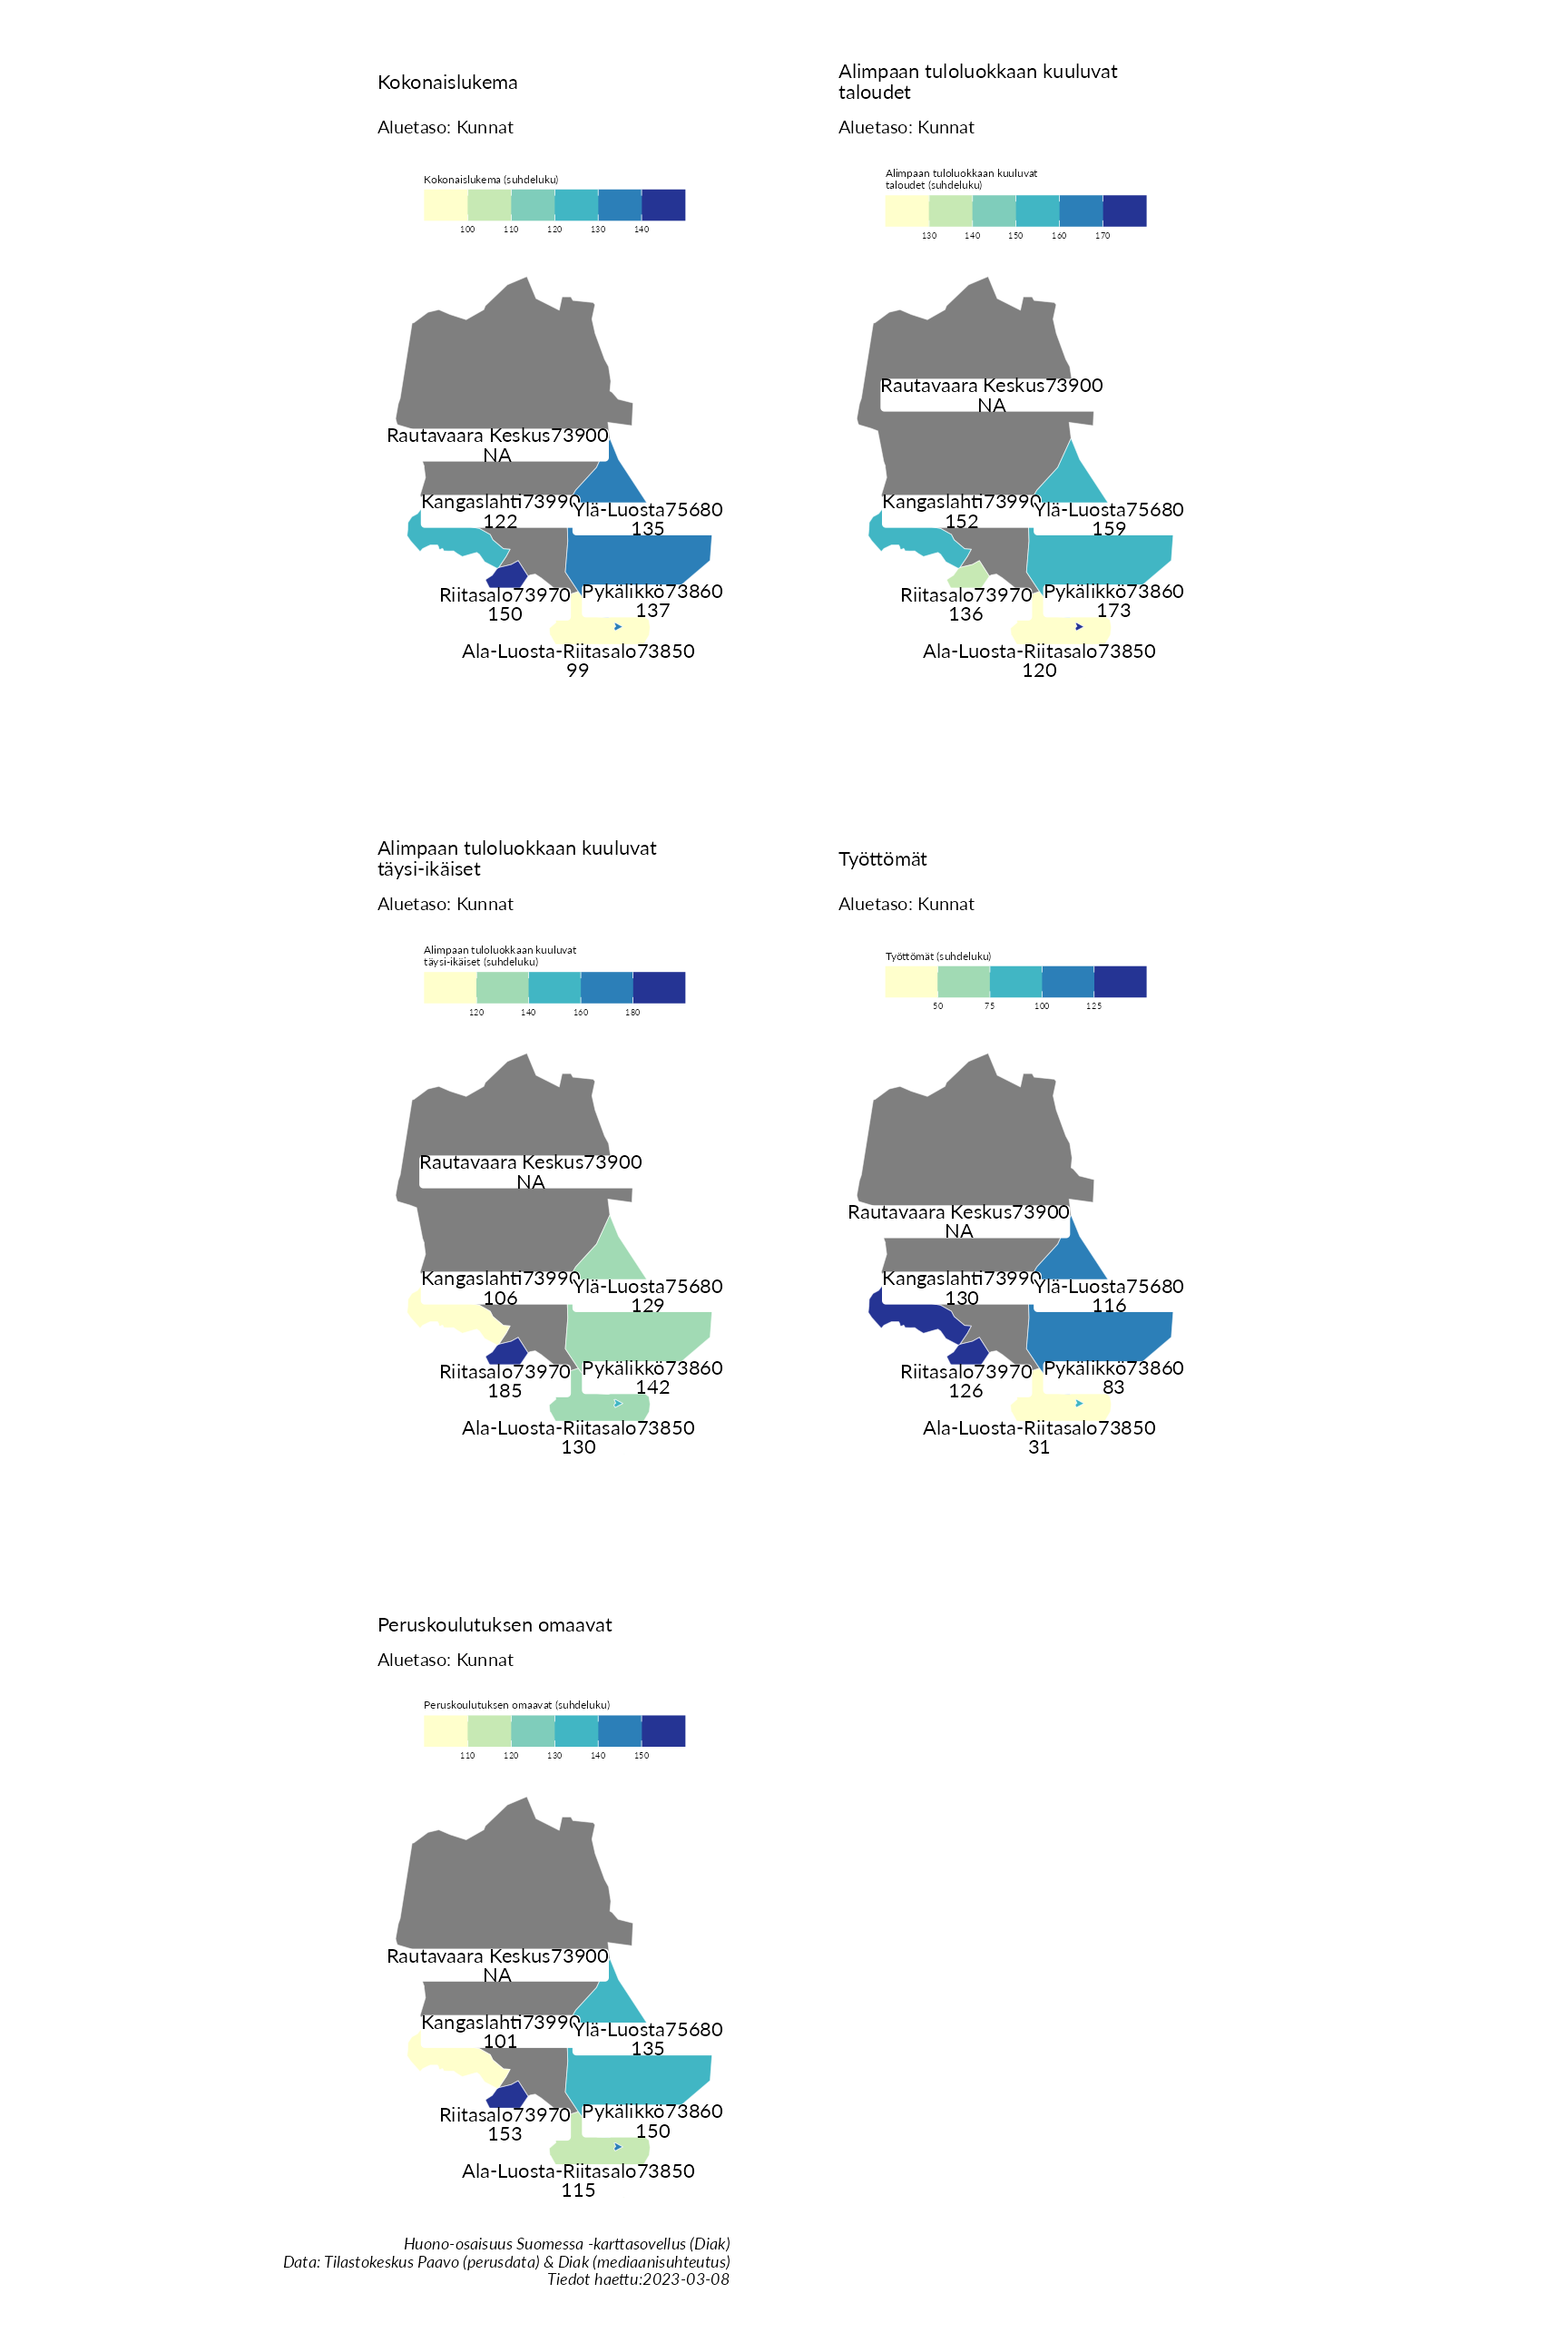 Kokonaislukema
Aluetaso: Kunnat
Kokonaislukema (suhdeluku)
100 110 120 130 140
Rautavaara Keskus73900
NA
Kangaslahti73990
122
Ylä-Luosta75680
135
Riitasalo73970
150
Pykälikkö73860
137
Ala-Luosta-Riitasalo73850
99
Alimpaan tuloluokkaan kuuluvat
taloudet
Aluetaso: Kunnat
Alimpaan tuloluokkaan kuuluvat
taloudet (suhdeluku)
130 140 150 160 170
Rautavaara Keskus73900
NA
Kangaslahti73990
152
Ylä-Luosta75680
159
Riitasalo73970
136
Pykälikkö73860
173
Ala-Luosta-Riitasalo73850
120
Alimpaan tuloluokkaan kuuluvat
täysi-ikäiset
Aluetaso: Kunnat
Alimpaan tuloluokkaan kuuluvat
täysi-ikäiset (suhdeluku)
120 140 160 180
Rautavaara Keskus73900
NA
Kangaslahti73990
106
Ylä-Luosta75680
129
Riitasalo73970
185
Pykälikkö73860
142
Ala-Luosta-Riitasalo73850
130
Työttömät
Aluetaso: Kunnat
Työttömät (suhdeluku)
50 75 100 125
Rautavaara Keskus73900
NA
Kangaslahti73990
130
Ylä-Luosta75680
116
Riitasalo73970
126
Pykälikkö73860
83
Ala-Luosta-Riitasalo73850
31
Peruskoulutuksen omaavat
Aluetaso: Kunnat
Peruskoulutuksen omaavat (suhdeluku)
110 120 130 140 150
Rautavaara Keskus73900
NA
Kangaslahti73990
101
Ylä-Luosta75680
135
Riitasalo73970
153
Pykälikkö73860
150
Ala-Luosta-Riitasalo73850
115
Huono-osaisuus Suomessa -karttasovellus (Diak)
Data: Tilastokeskus Paavo (perusdata) & Diak (mediaanisuhteutus)
Tiedot haettu:2023-03-08